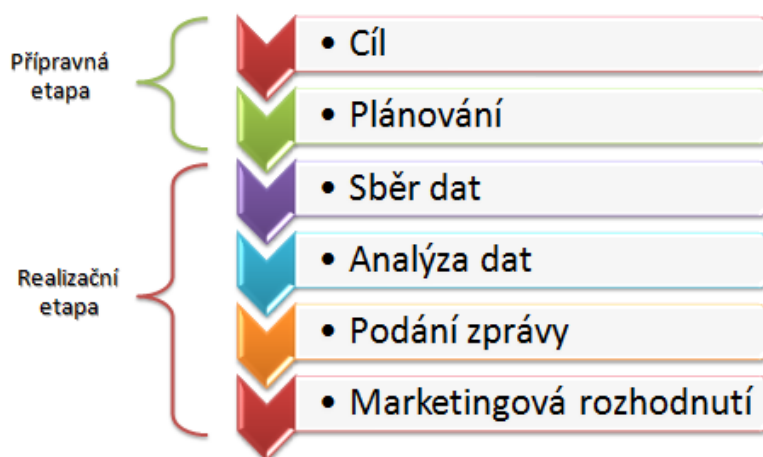 Přípravná
etapa
• Cíl
• Plánování
Realizační
etapa
• Sběr dat
• Analýza dat
• Podání zprávy
• Marketingová rozhodnutí